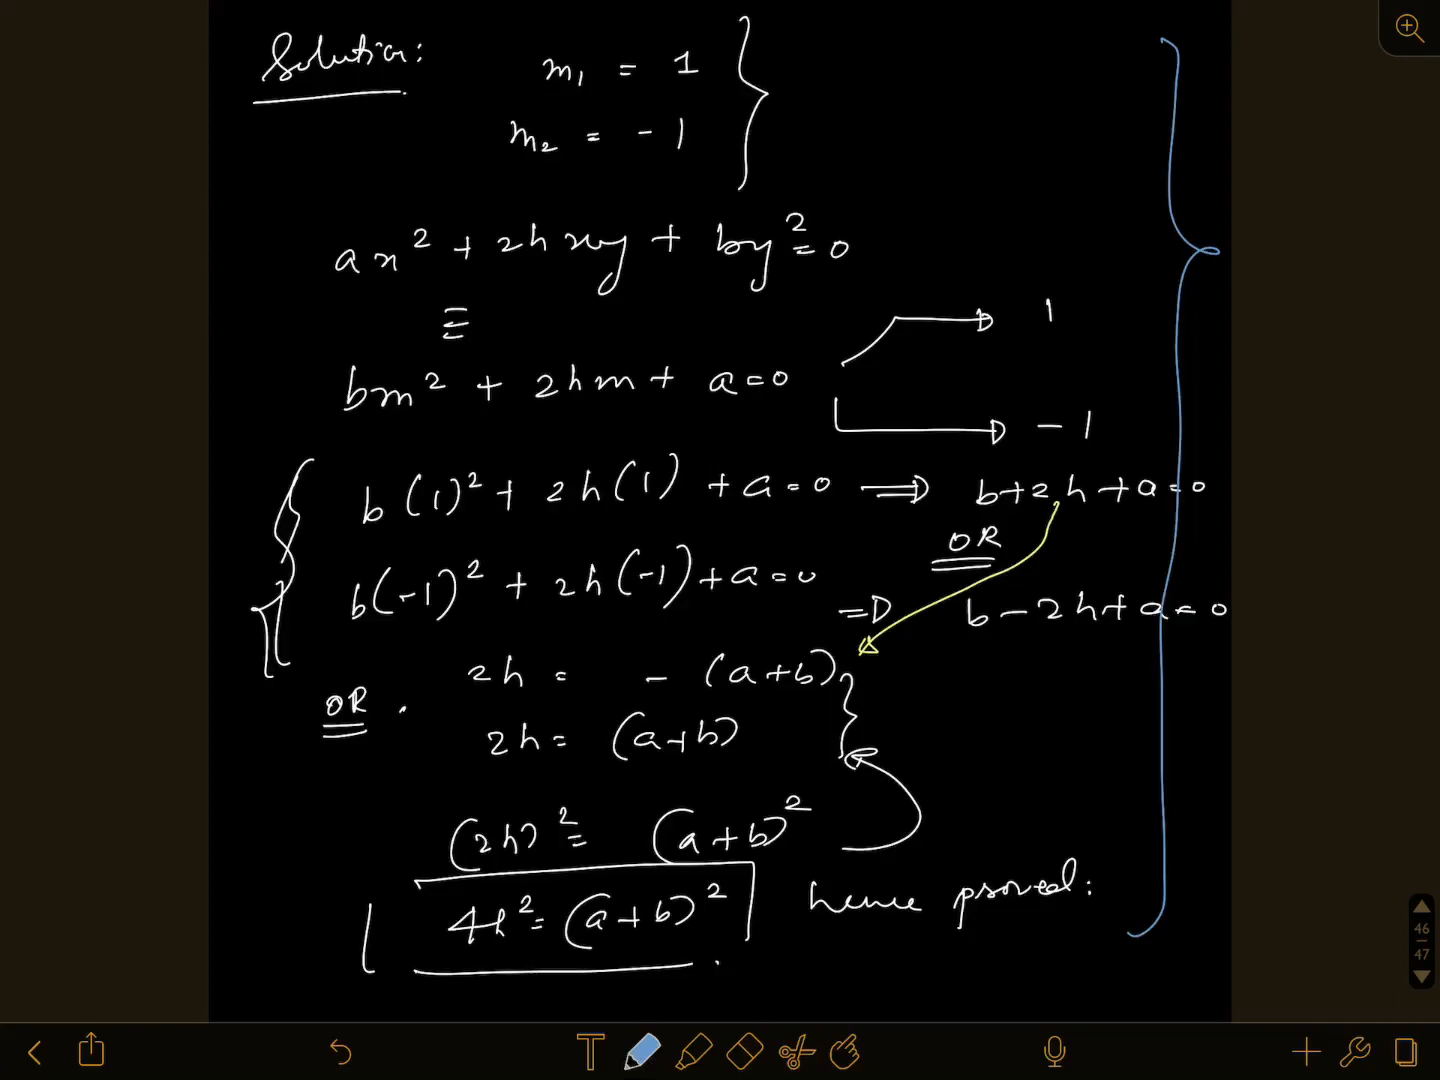 Solution:
m₁ = 1
m₂ = -1
ax² + 2hxy + by² = 0
≡
bm² + 2hm + a = 0
1
-1
b(1)² + 2h(1) + a = 0 ⇒ b + 2h + a = 0
OR
b(-1)² + 2h(-1) + a = 0 ⇒ b - 2h + a = 0
2h = - (a+b)
OR
2h = (a+b)
(2h)² = (a+b)²
4h² = (a+b)² hence proved:
46
47